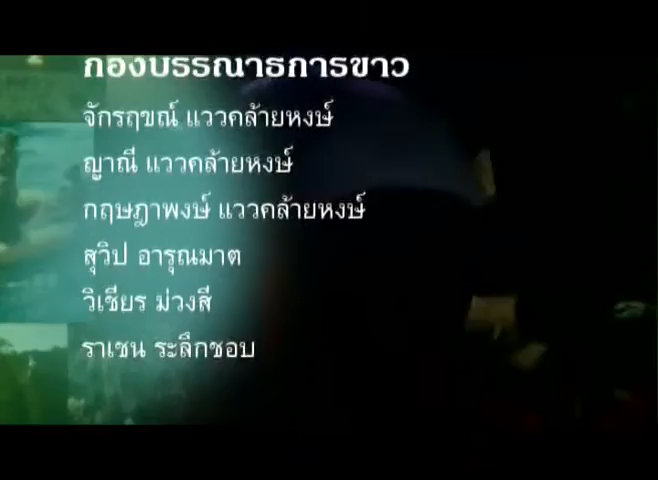 กองบรรณาธิการข่าว
จักรฤขณ์ แววคล้ายหงษ์
ญาณี แววคล้ายหงษ์
กฤษฎาพงษ์ แววคล้ายหงษ์
สุวิป อารุณมาต
วิเชียร ม่วงสี
ราเชน ระลึกชอบ